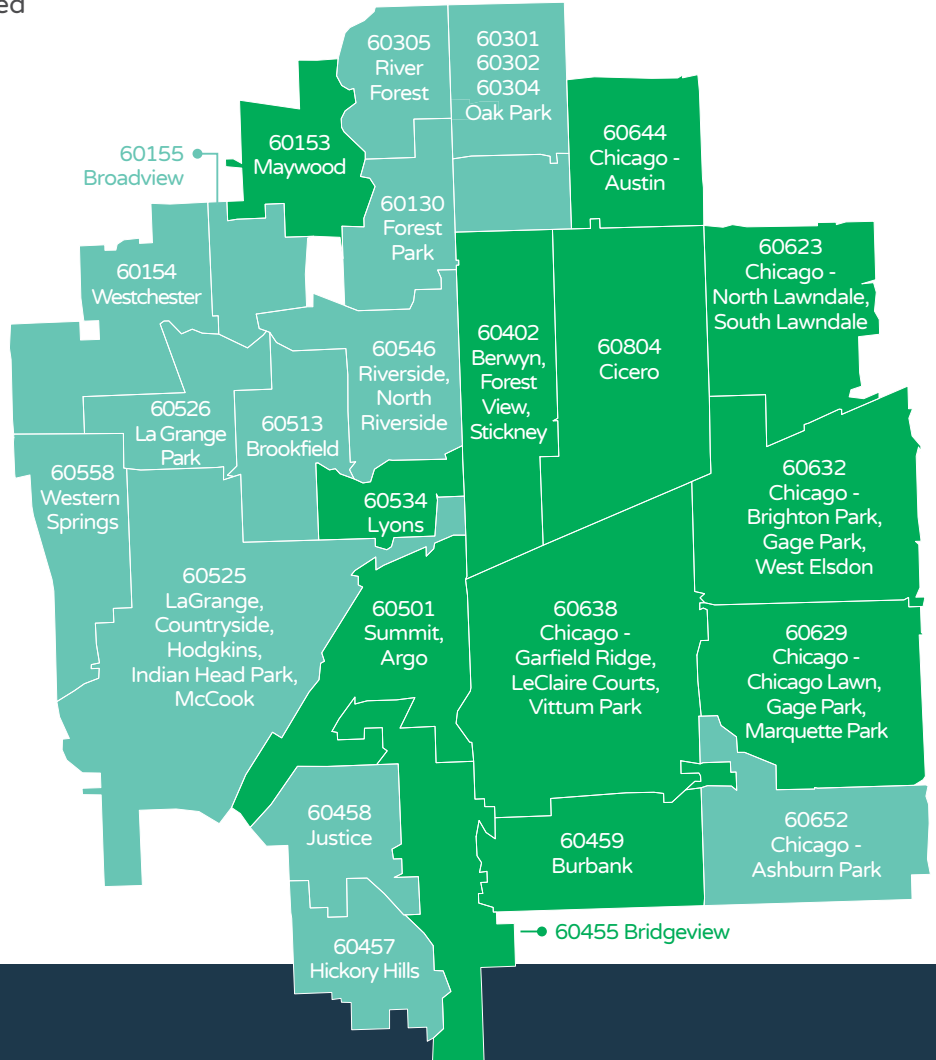 ed
60305
River
Forest
60301
60302
60304
Oak Park
60153
Maywood
60644
Chicago -
Austin
60155
Broadview
60130
Forest
Park
60154
Westchester
60623
Chicago -
North Lawndale,
South Lawndale
60402
Berwyn,
Forest
View,
Stickney
60804
Cicero
60546
Riverside,
North
Riverside
60526
La Grange
Park
60513
Brookfield
60558
Western
Springs
60534
Lyons
60632
Chicago -
Brighton Park,
Gage Park,
West Elsdon
60525
LaGrange,
Countryside,
Hodgkins,
Indian Head Park,
McCook
60501
Summit,
Argo
60638
Chicago -
Garfield Ridge,
LeClaire Courts,
Vittum Park
60629
Chicago -
Chicago Lawn,
Gage Park,
Marquette Park
60458
Justice
60459
Burbank
60652
Chicago -
Ashburn Park
60455 Bridgeview
60457
Hickory Hills